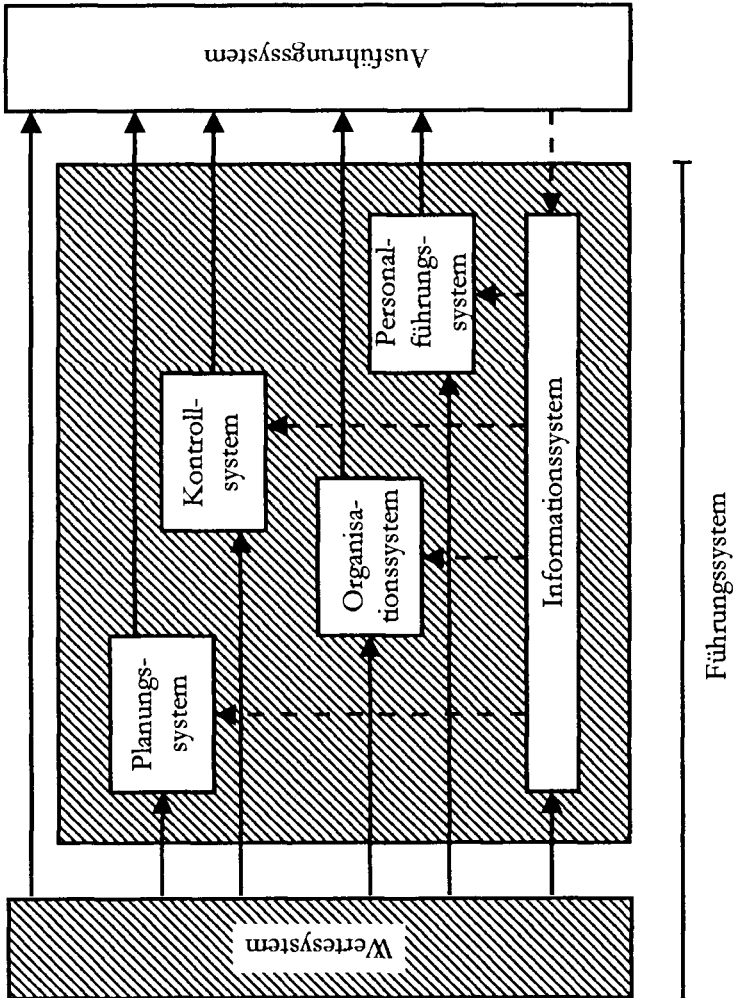 Wertesystem
Planungs-
system
Kontroll-
system
Organisa-
tionssystem
Personal-
führungs-
system
Informationssystem
Ausführungssystem
Führungssystem